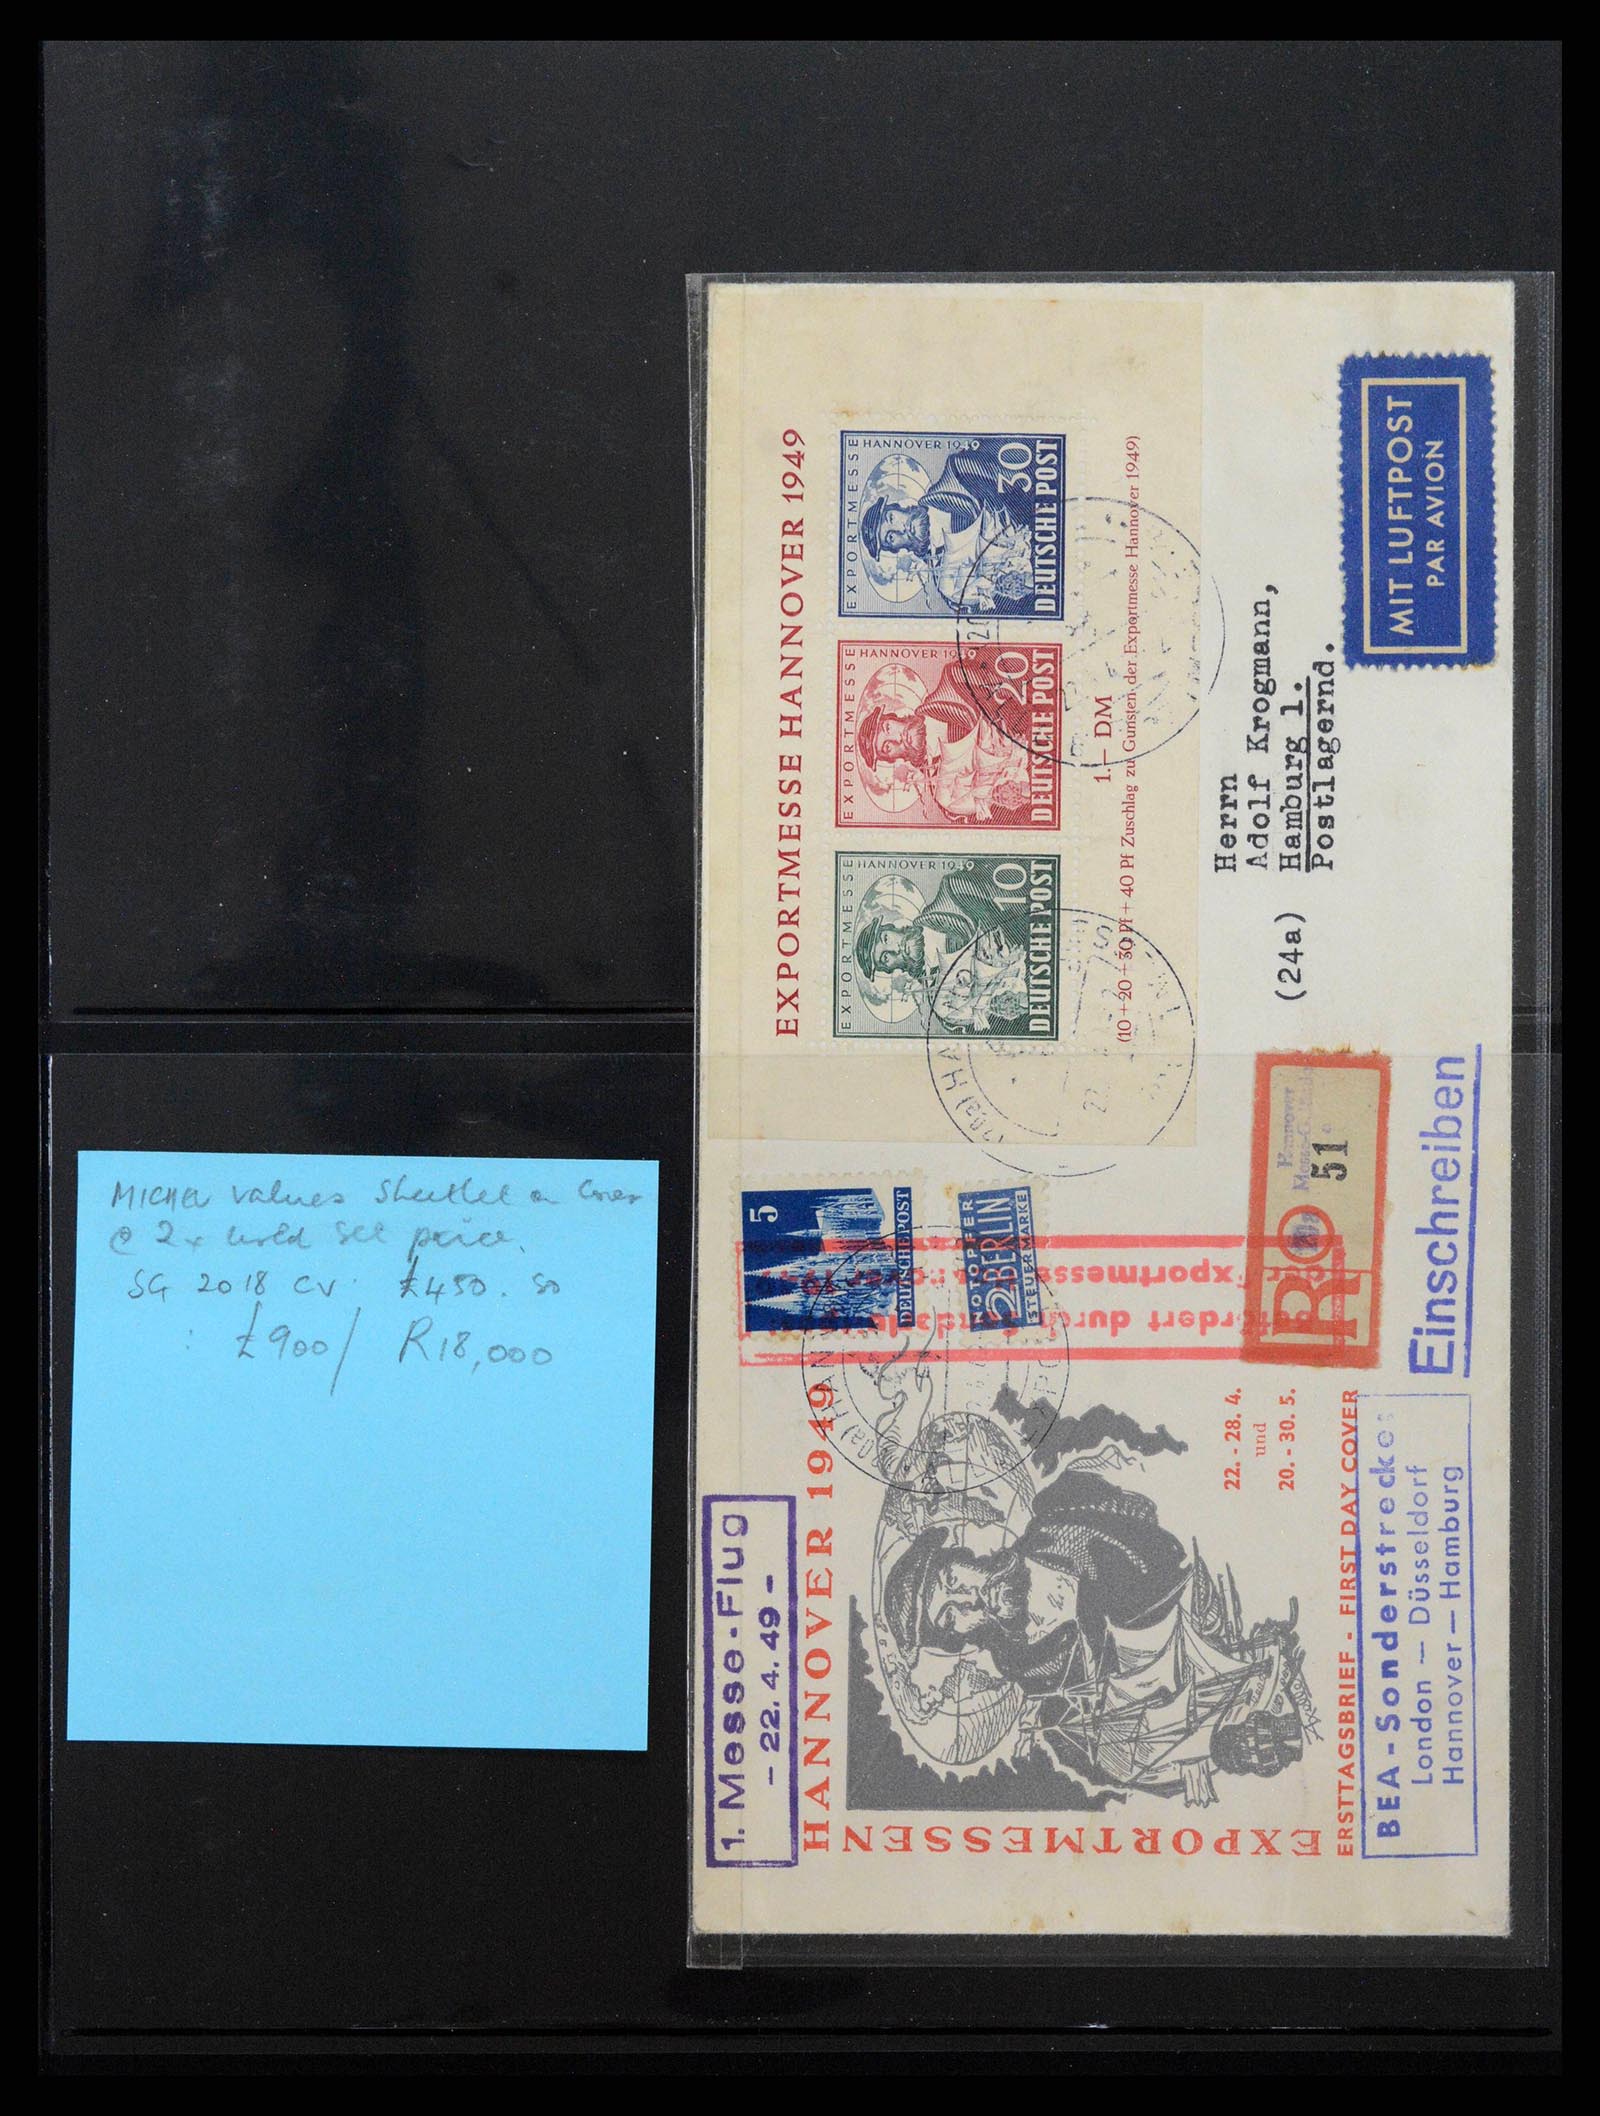 MICHEL values Sheetlet on Cover
@ 2x used set price.
SG 2018 CV. £450. so
: £900/ R18,000
EXPORTMESSE HANNOVER 1949
EXPORTMESSE
HANNOVER 1949
10
DEUTSCHE POST
EXPORTMESSE
HANNOVER 1949
20
DEUTSCHE POST
EXPORTMESSE
HANNOVER 1949
30
DEUTSCHE POST
1.— DM
(10+20+30 Pf + 40 Pf Zuschlag zu Gunsten der Exportmesse Hannover 1949)
MIT LUFTPOST
PAR AVION
Herrn
Adolf Krogmann,
(24a) Hamburg 1.
Postlagernd.
5
DEUTSCHE POST
NOTOPFER
2 BERLIN
STEUERMARKE
R
Hannover
51
Einschreiben
1. Messe-Flug
- 22.4.49 -
HANNOVER 1949
EXPORTMESSEN
22. - 28. 4.
und
20. - 30. 5.
ERSTTAGSBRIEF - FIRST DAY COVER
BEA - Sonderstrecke:
London — Düsseldorf
Hannover — Hamburg